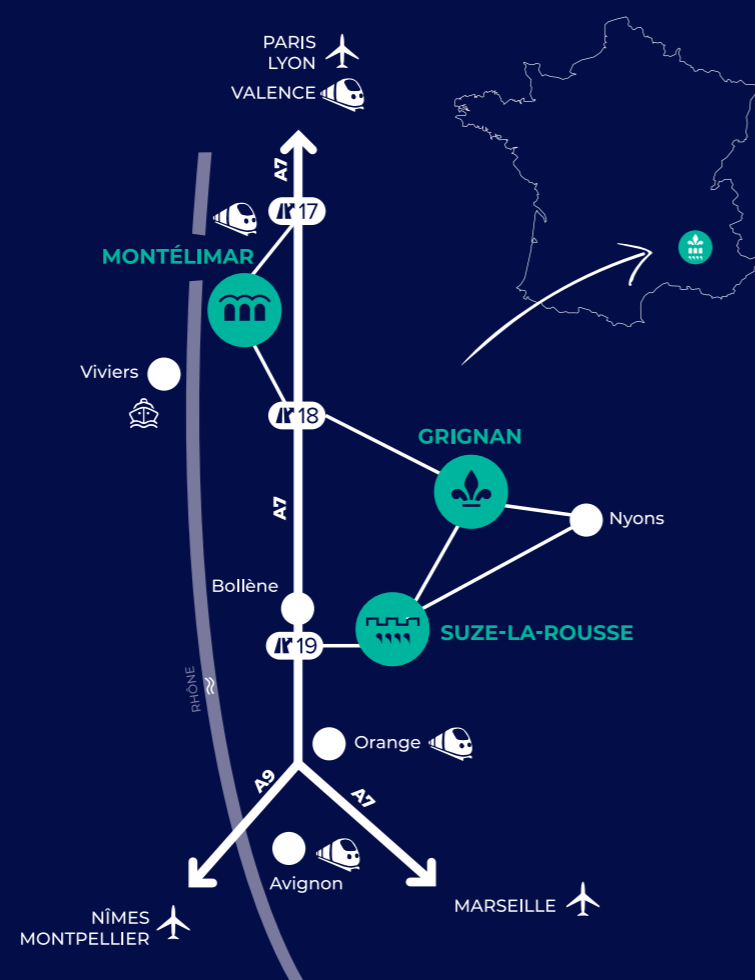 PARIS
LYON
VALENCE
A7
17
MONTÉLIMAR
Viviers
18
GRIGNAN
A7
Nyons
Bollène
19
SUZE-LA-ROUSSE
RHÔNE
Orange
A9
A7
Avignon
MARSEILLE
NÎMES
MONTPELLIER